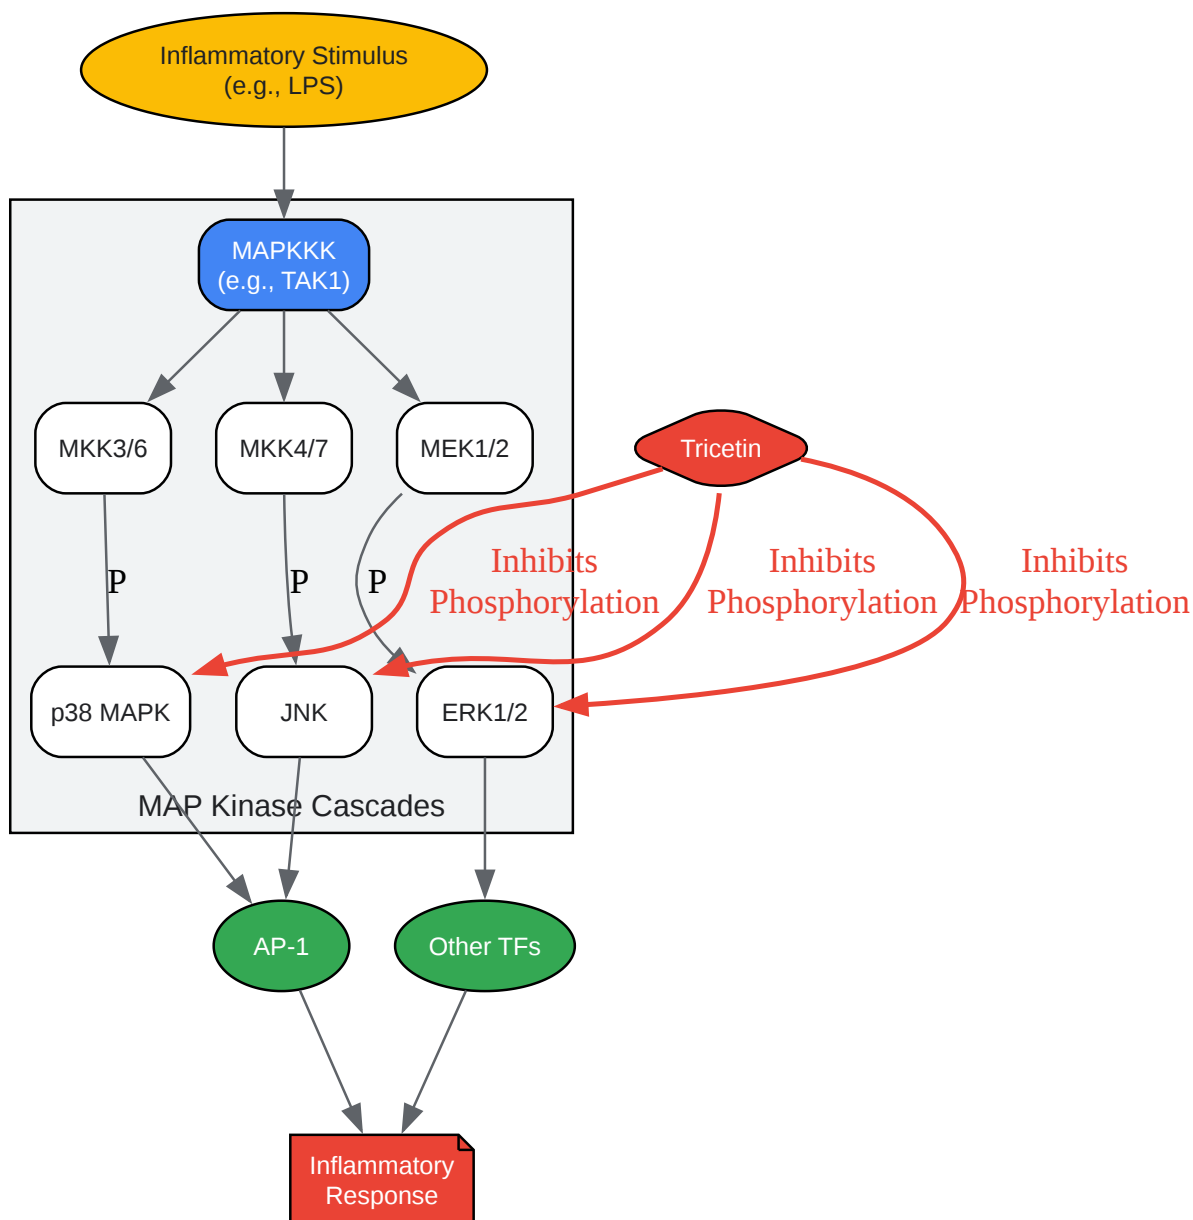 Inflammatory Stimulus
(e.g., LPS)
MAPKKK
(e.g., TAK1)
MKK3/6
MKK4/7
MEK1/2
Tricetin
P
P
P
Inhibits
Phosphorylation
Inhibits
Phosphorylation
Inhibits
Phosphorylation
p38 MAPK
JNK
ERK1/2
MAP Kinase Cascades
AP-1
Other TFs
Inflammatory
Response